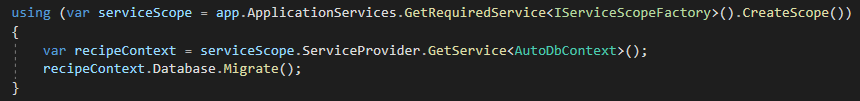 using (var serviceScope = app.ApplicationServices.GetRequiredService<IServiceScopeFactory>().CreateScope())
{
var recipeContext = serviceScope.ServiceProvider.GetService<AutoDbContext>();
recipeContext.Database.Migrate();
}